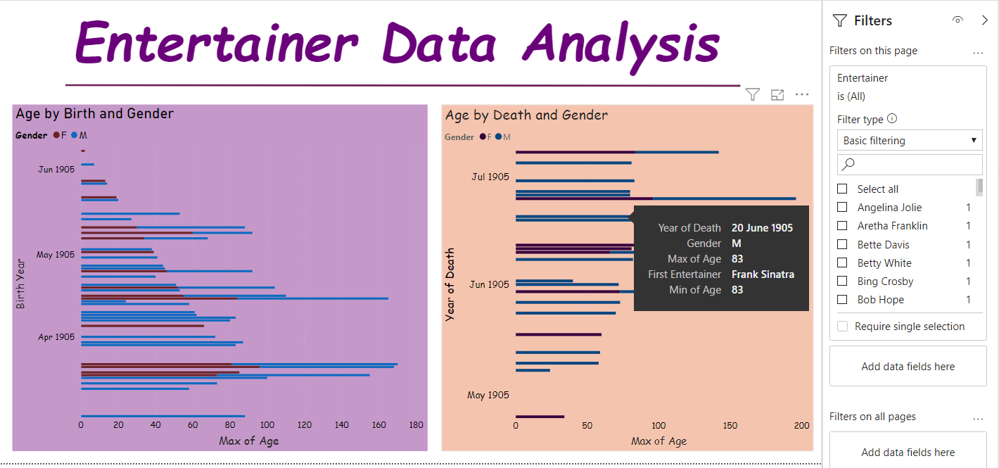 Entertainer Data Analysis
Age by Birth and Gender
Gender F M
Birth Year
Jun 1905
May 1905
Apr 1905
0 20 40 60 80 100 120 140 160 180
Max of Age
Age by Death and Gender
Gender F M
Year of Death
Jul 1905
Jun 1905
May 1905
0 50 100 150 200
Max of Age
Year of Death 20 June 1905
Gender M
Max of Age 83
First Entertainer Frank Sinatra
Min of Age 83
Filters
Filters on this page ...
Entertainer
is (All)
Filter type
Basic filtering
Select all
Angelina Jolie 1
Aretha Franklin 1
Bette Davis 1
Betty White 1
Bing Crosby 1
Bob Hope 1
Require single selection
Add data fields here
Filters on all pages ...
Add data fields here